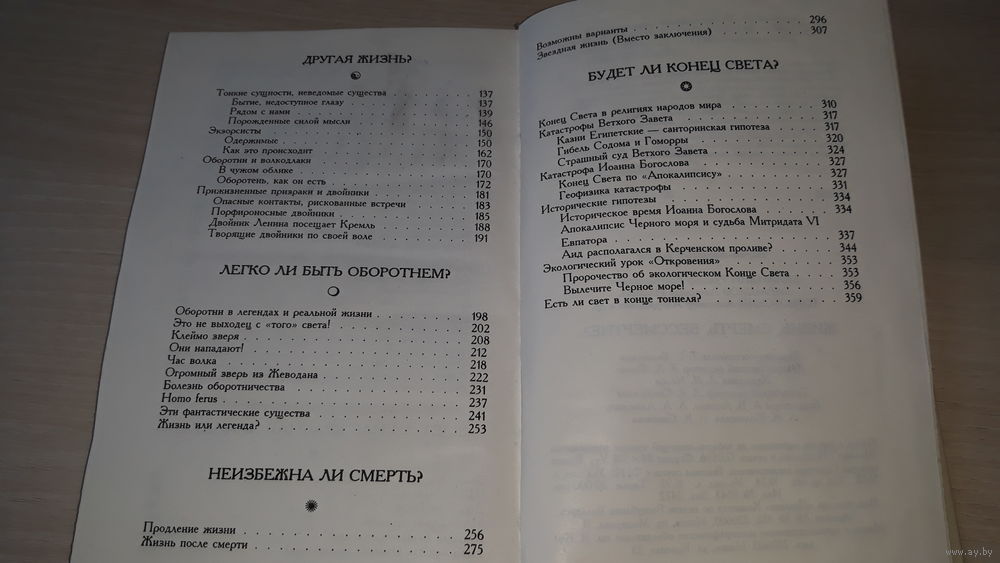 ДРУГАЯ ЖИЗНЬ?
Тонкие сущности, неведомые существа . . . . . . . . . 137
Бытие, недоступное глазу . . . . . . . . . . 137
Рядом с нами . . . . . . . . . . . . . 139
Порожденные силой мысли . . . . . . . . . 146
Экзорсисты . . . . . . . . . . . . . . 150
Одержимые . . . . . . . . . . . . . 150
Как это происходит . . . . . . . . . . . 162
Оборотни и волкодлаки . . . . . . . . . . . 170
В чужом облике . . . . . . . . . . . . 170
Оборотень, как он есть . . . . . . . . . . 172
Прижизненные призраки и двойники . . . . . . . . 181
Опасные контакты, рискованные встречи . . . . . 183
Порфироносные двойники . . . . . . . . . . 185
Двойник Ленина посещает Кремль . . . . . . . 188
Творящие двойники по своей воле . . . . . . . 191
ЛЕГКО ЛИ БЫТЬ ОБОРОТНЕМ?
Оборотни в легендах и реальной жизни . . . . . . . 198
Это не выходец с «того» света! . . . . . . . . . 202
Клеймо зверя . . . . . . . . . . . . . . 208
Они нападают! . . . . . . . . . . . . . 212
Час волка . . . . . . . . . . . . . . . 218
Огромный зверь из Жеводана . . . . . . . . . 222
Болезнь оборотничества . . . . . . . . . . . 231
Homo ferus . . . . . . . . . . . . . . 237
Эти фантастические существа . . . . . . . . . 241
Жизнь или легенда? . . . . . . . . . . . . 253
НЕИЗБЕЖНА ЛИ СМЕРТЬ?
Продление жизни . . . . . . . . . . . . . 256
Жизнь после смерти . . . . . . . . . . . . 275
Возможны варианты . . . . . . . . . . . . 296
Звездная жизнь (Вместо заключения) . . . . . . . 307
БУДЕТ ЛИ КОНЕЦ СВЕТА?
Конец Света в религиях народов мира . . . . . . . 310
Катастрофы Ветхого Завета . . . . . . . . . . 317
Казни Египетские — санторинская гипотеза . . . . 317
Гибель Содома и Гоморры . . . . . . . . . 320
Страшный суд Ветхого Завета . . . . . . . . 324
Катастрофа Иоанна Богослова . . . . . . . . . 327
Конец Света по «Апокалипсису» . . . . . . . 327
Геофизика катастрофы . . . . . . . . . . 331
Исторические гипотезы . . . . . . . . . . . 334
Историческое время Иоанна Богослова . . . . . 334
Апокалипсис Черного моря и судьба Митридата VI
Евпатора . . . . . . . . . . . . . . 337
Аид располагался в Керченском проливе? . . . . . 344
Экологический урок «Откровения» . . . . . . . . 353
Пророчество об экологическом Конце Света . . . . 353
Вылечите Черное море! . . . . . . . . . . 356
Есть ли свет в конце тоннеля? . . . . . . . . . 359
www.ay.by